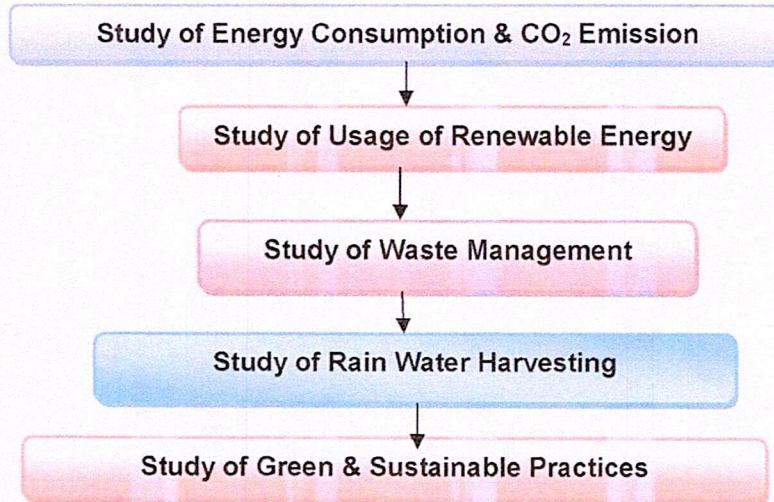 Study of Energy Consumption & CO₂ Emission
Study of Usage of Renewable Energy
Study of Waste Management
Study of Rain Water Harvesting
Study of Green & Sustainable Practices